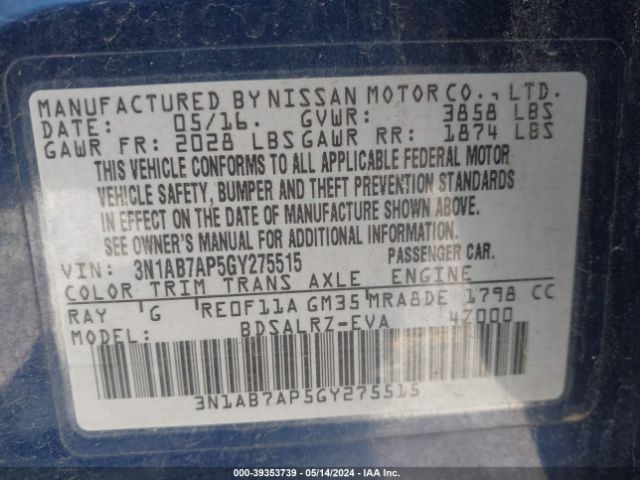 MANUFACTURED BY NISSAN MOTOR CO., LTD.
DATE: 05/16. GVWR: 3858 LBS
GAWR FR: 2028 LBS GAWR RR: 1874 LBS
THIS VEHICLE CONFORMS TO ALL APPLICABLE FEDERAL MOTOR
VEHICLE SAFETY, BUMPER AND THEFT PREVENTION STANDARDS
IN EFFECT ON THE DATE OF MANUFACTURE SHOWN ABOVE.
SEE OWNER'S MANUAL FOR ADDITIONAL INFORMATION.
VIN: 3N1AB7AP5GY275515 PASSENGER CAR.
COLOR TRIM TRANS AXLE ENGINE
RAY G RE0F11A GM35 MRA8DE 1798 CC
MODEL: BDSALRZ-EVA 47000
3N1AB7AP5GY275515
000-39353739 - 05/14/2024 - IAA Inc.